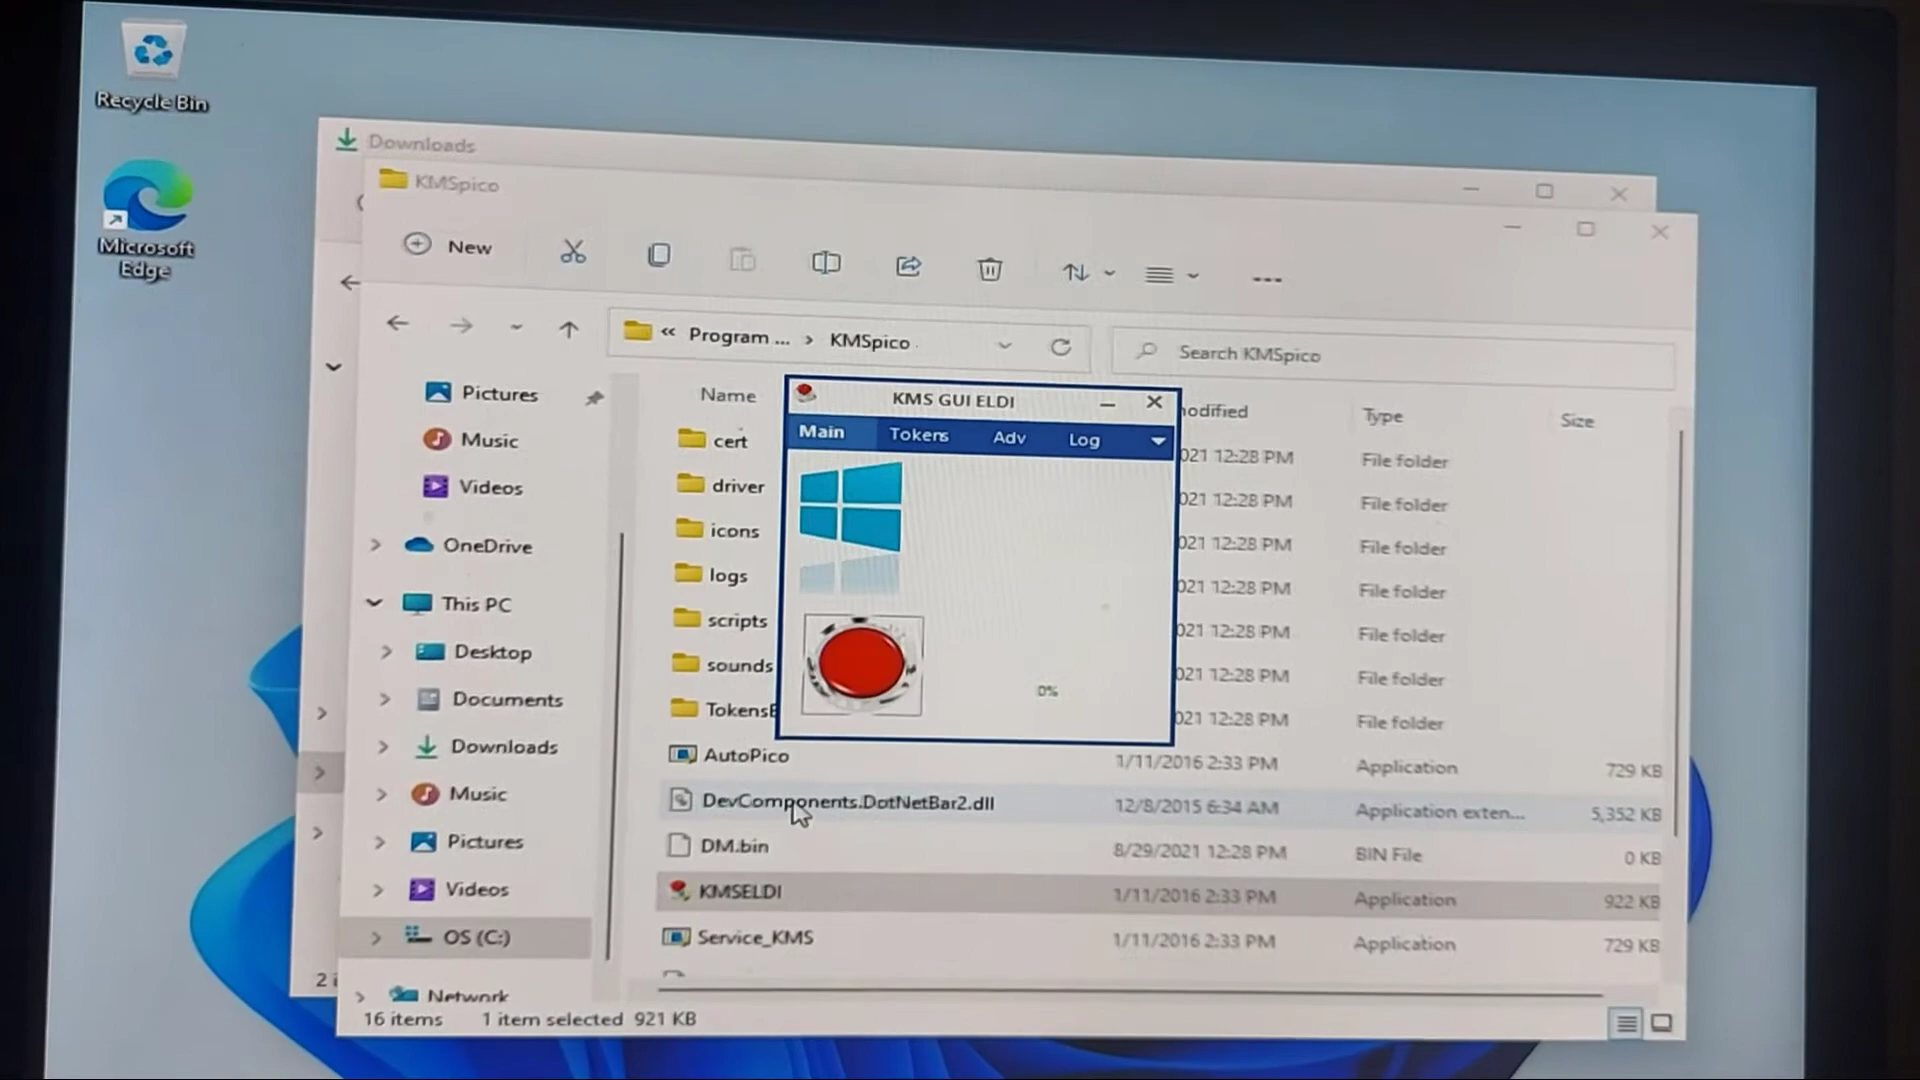 Recycle Bin
Microsoft
Edge
Downloads
KMSpico
New
« Program ... > KMSpico
Search KMSpico
Pictures
Music
Videos
OneDrive
This PC
Desktop
Documents
Downloads
Music
Pictures
Videos
OS (C:)
Network
Name
Type
Size
cert
021 12:28 PM
File folder
driver
021 12:28 PM
File folder
icons
021 12:28 PM
File folder
logs
021 12:28 PM
File folder
scripts
021 12:28 PM
File folder
sounds
021 12:28 PM
File folder
021 12:28 PM
File folder
AutoPico
1/11/2016 2:33 PM
Application
729 KB
DevComponents.DotNetBar2.dll
12/8/2015 6:34 AM
Application exten...
5,352 KB
DM.bin
8/29/2021 12:28 PM
BIN File
0 KB
KMSELDI
1/11/2016 2:33 PM
Application
922 KB
Service_KMS
1/11/2016 2:33 PM
Application
729 KB
KMS GUI ELDI
Main Tokens Adv Log
0%
16 items 1 item selected 921 KB